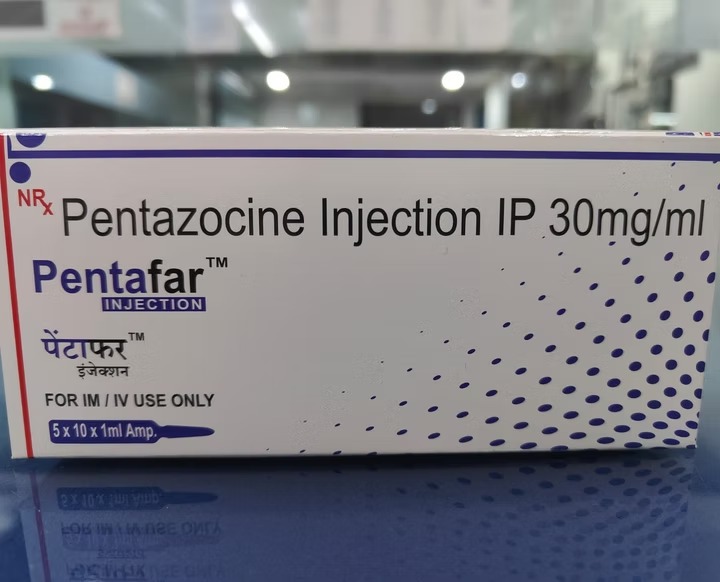 NRx Pentazocine Injection IP 30mg/ml
Pentafar™
INJECTION
पेंटाफर™
इंजेक्शन
FOR IM / IV USE ONLY
5 x 10 x 1ml Amp.